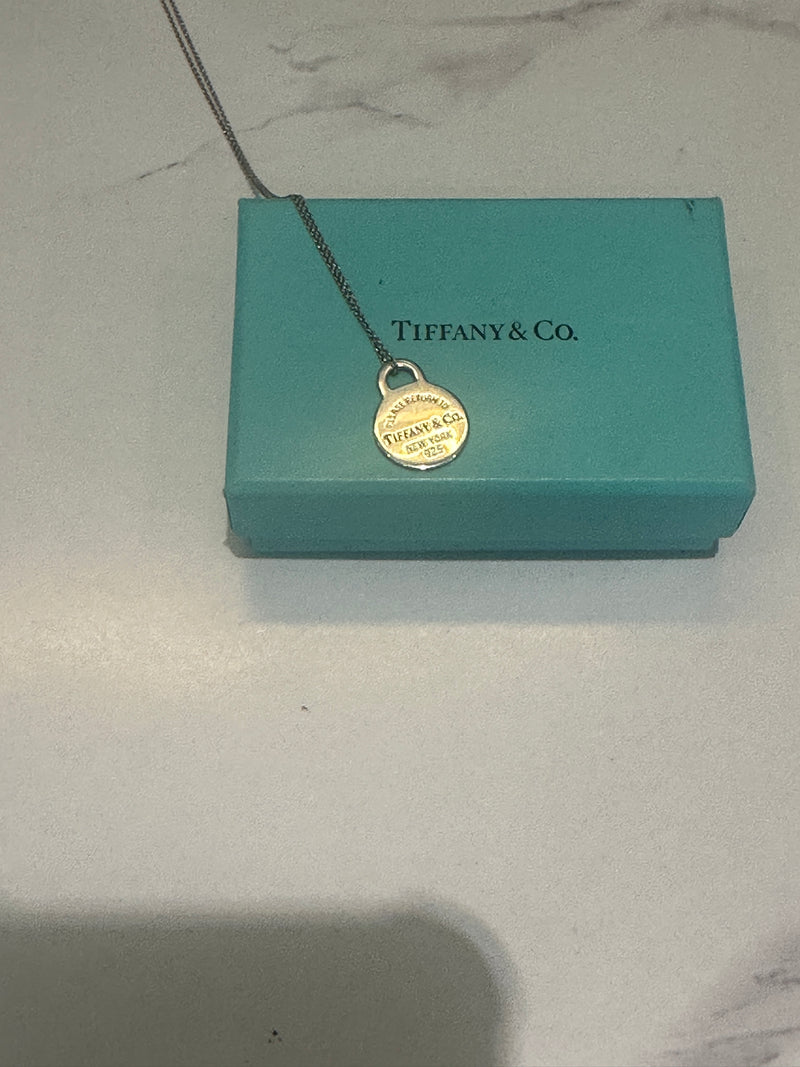 TIFFANY & CO.
PLEASE RETURN TO
TIFFANY & CO.
NEW YORK
925